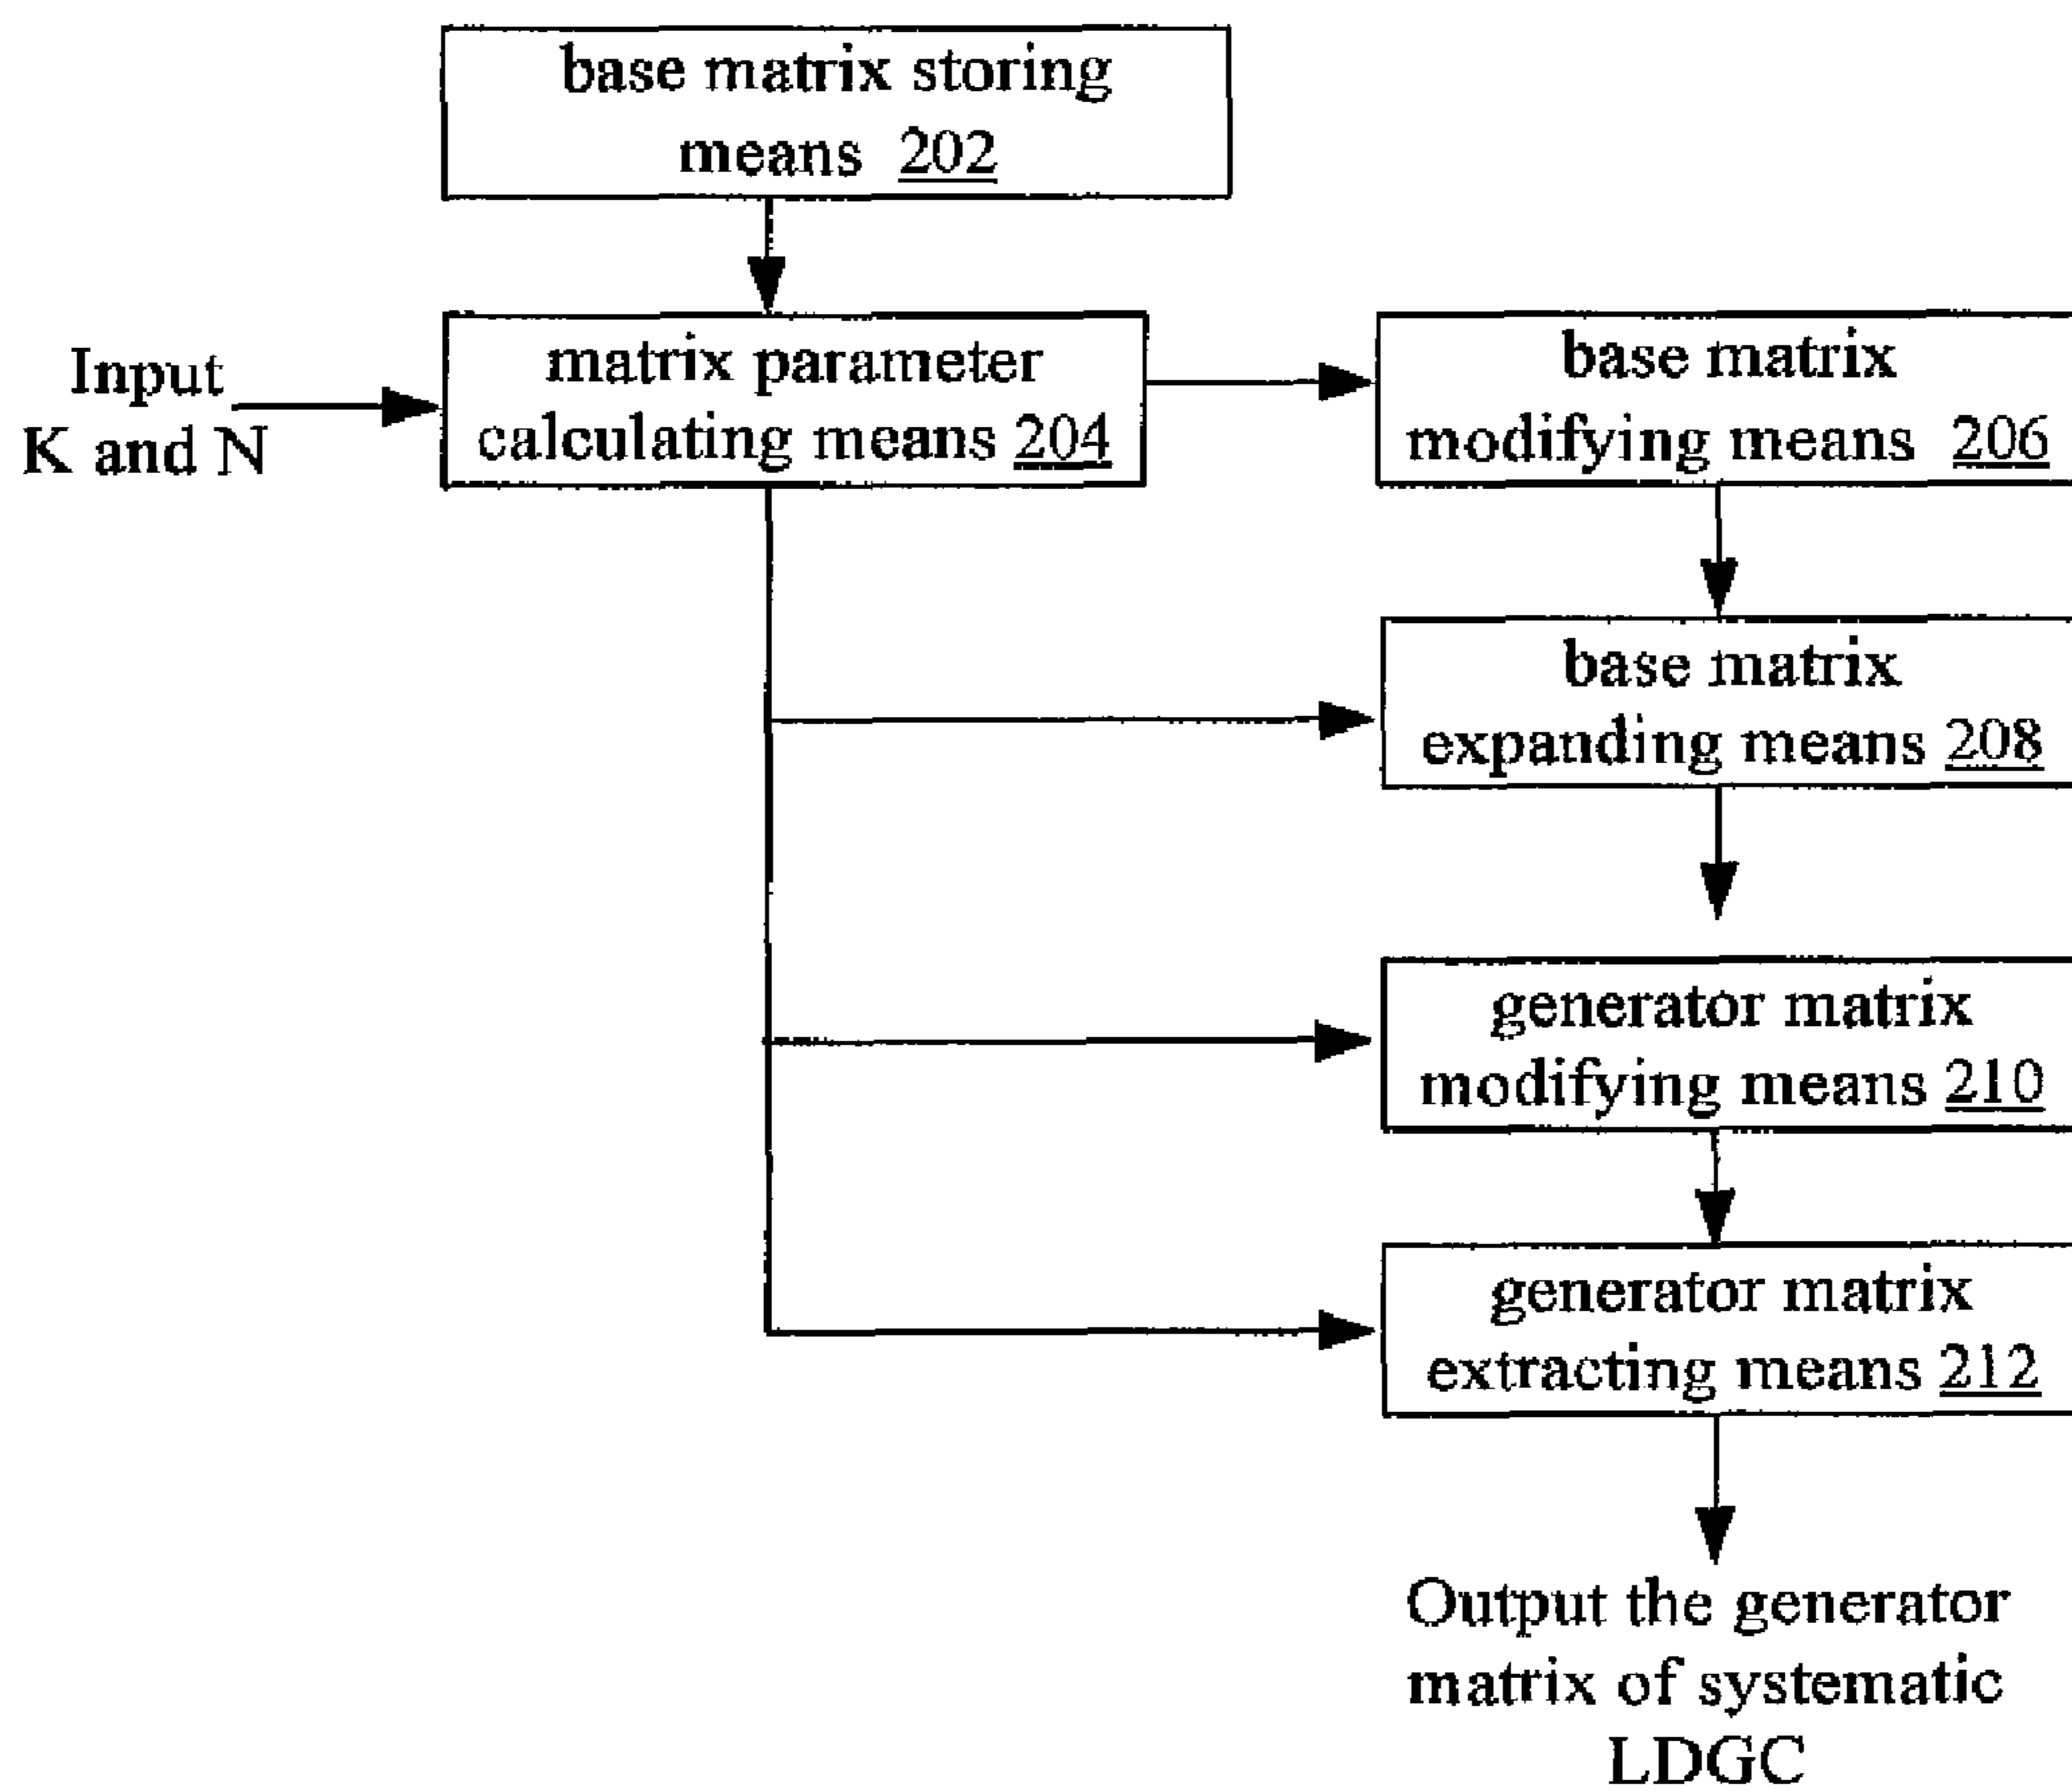 base matrix storing
means 202
Input
K and N
matrix parameter
calculating means 204
base matrix
modifying means 206
base matrix
expanding means 208
generator matrix
modifying means 210
generator matrix
extracting means 212
Output the generator
matrix of systematic
LDGC